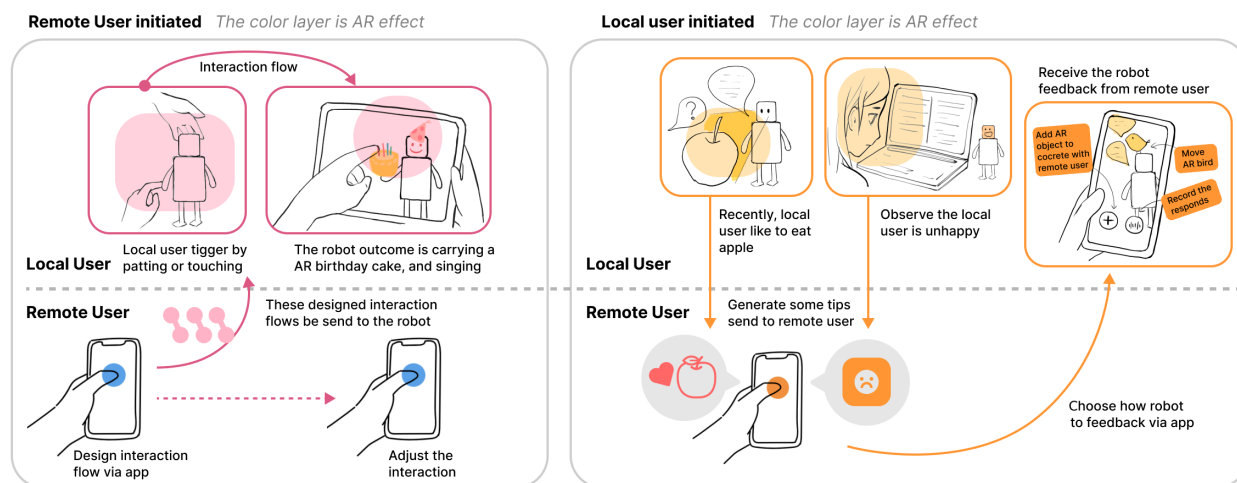 Remote User initiated The color layer is AR effect
Interaction flow
Local user tigger by
patting or touching
The robot outcome is carrying a
AR birthday cake, and singing
Local User
Remote User
These designed interaction
flows be send to the robot
Design interaction
flow via app
Adjust the
interaction
Local user initiated The color layer is AR effect
?
Recently, local
user like to eat
apple
Observe the local
user is unhappy
Receive the robot
feedback from remote user
Add AR
object to
cocrete with
remote user
Move
AR bird
Record the
responds
Local User
Remote User
Generate some tips
send to remote user
Choose how robot
to feedback via app